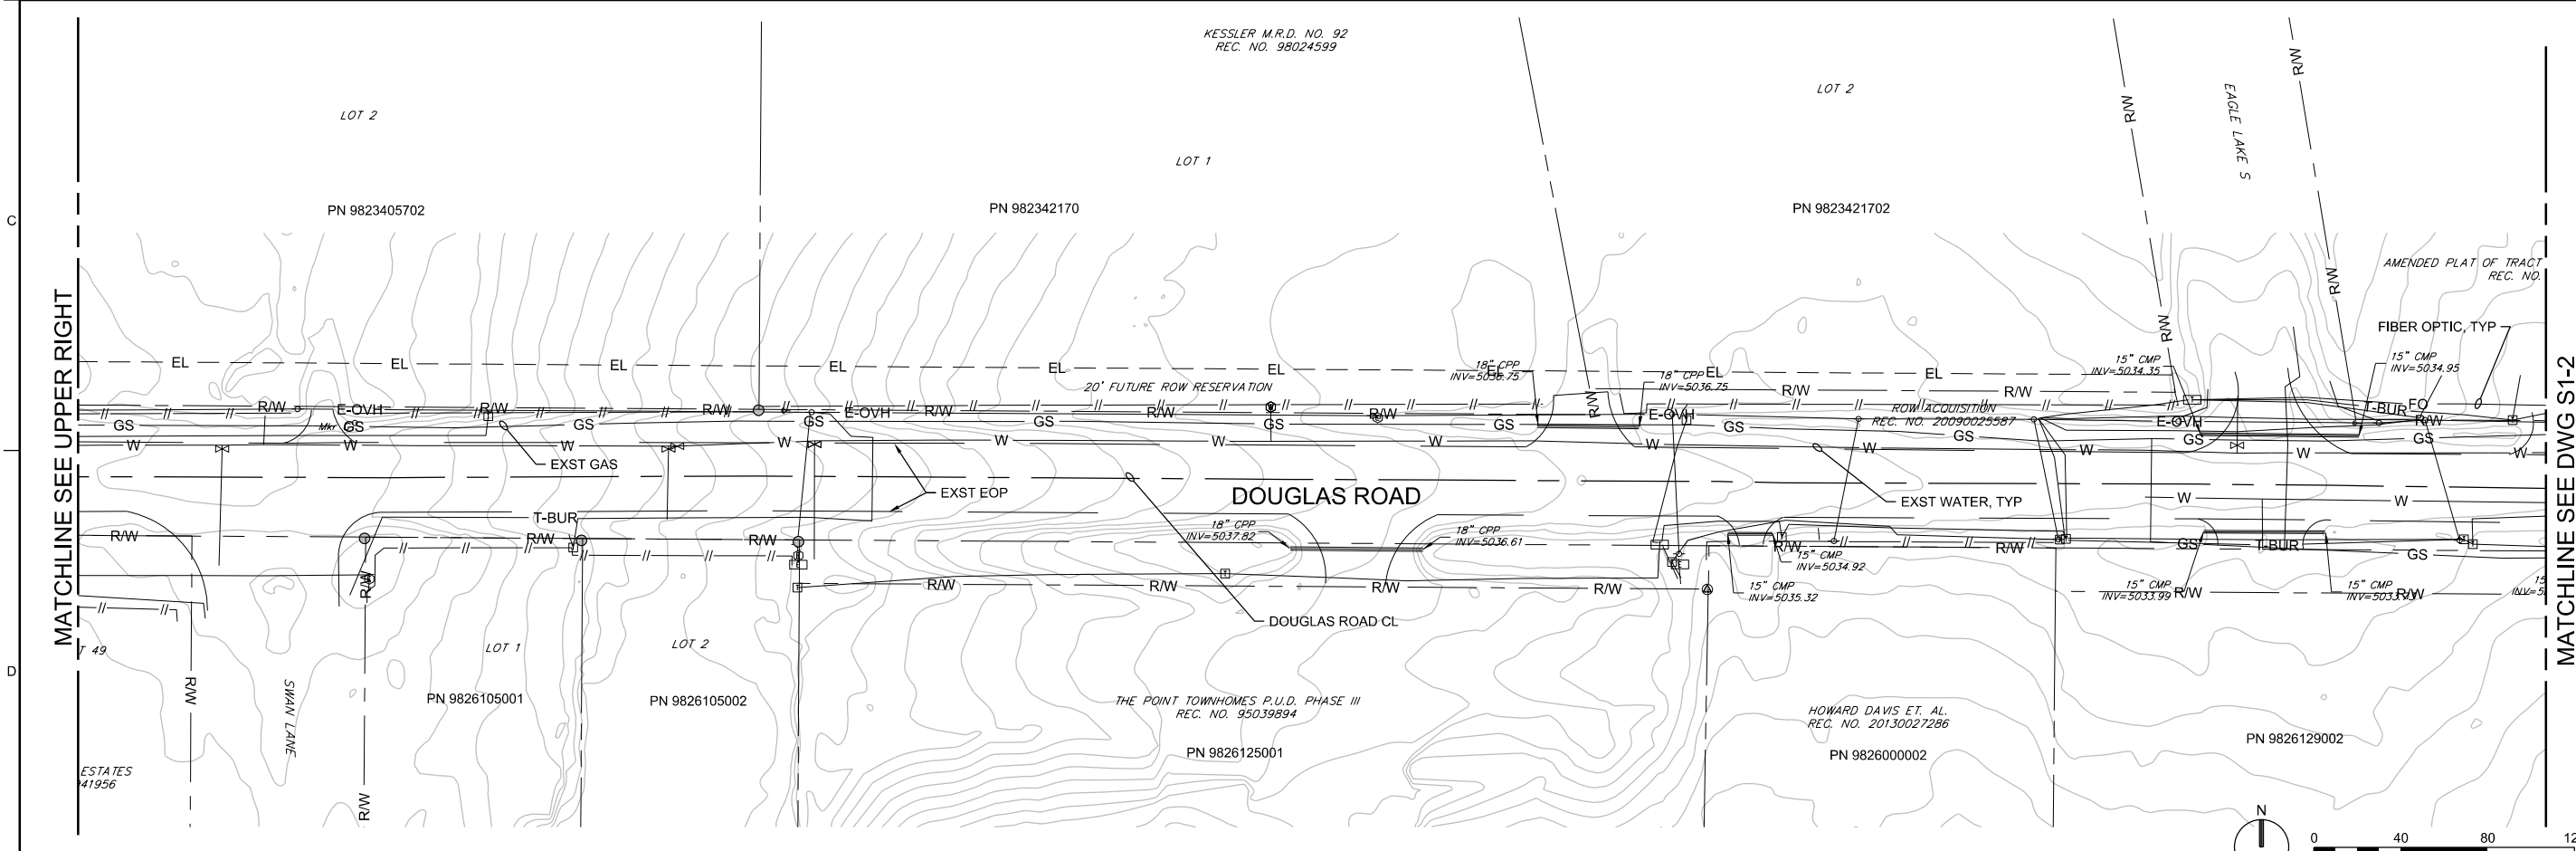 KESSLER M.R.D. NO. 92
REC. NO. 98024599
LOT 2
LOT 1
LOT 2
EAGLE LAKE S
R/W
R/W
R/W
R/W
R/W
PN 9823405702
PN 982342170
PN 9823421702
C
AMENDED PLAT OF TRACT
REC. NO.
MATCHLINE SEE UPPER RIGHT
MATCHLINE SEE DWG S1-2
FIBER OPTIC, TYP
EL EL EL EL EL EL EL EL EL
18" CPP
INV=5036.75
18" CPP
INV=5036.75
15" CMP
INV=5034.35
15" CMP
INV=5034.95
20' FUTURE ROW RESERVATION
R/W R/W
R/W E-OVH R/W R/W E-OVH R/W R/W R/W E-OVH E-OVH T-BUR FO R/W
ROW ACQUISITION
REC. NO. 20090025587
GS Mkr GS GS GS GS GS GS GS GS GS GS
W W W W W W W W W W W W
EXST GAS
EXST EOP
DOUGLAS ROAD
EXST WATER, TYP
W W
T-BUR
18" CPP
INV=5037.82
18" CPP
INV=5036.61
R/W R/W R/W R/W R/W GS T-BUR GS
15" CMP
INV=5034.92
R/W R/W R/W R/W R/W R/W R/W
15" CMP
INV=5035.32
15" CMP
INV=5033.99
15" CMP
15
DOUGLAS ROAD CL
D
T 49
LOT 1
LOT 2
R/W
SWAN LANE
R/W
PN 9826105001
PN 9826105002
THE POINT TOWNHOMES P.U.D. PHASE III
REC. NO. 95039894
PN 9826125001
HOWARD DAVIS ET. AL.
REC. NO. 20130027286
PN 9826000002
PN 9826129002
ESTATES
41956
N
0 40 80 12